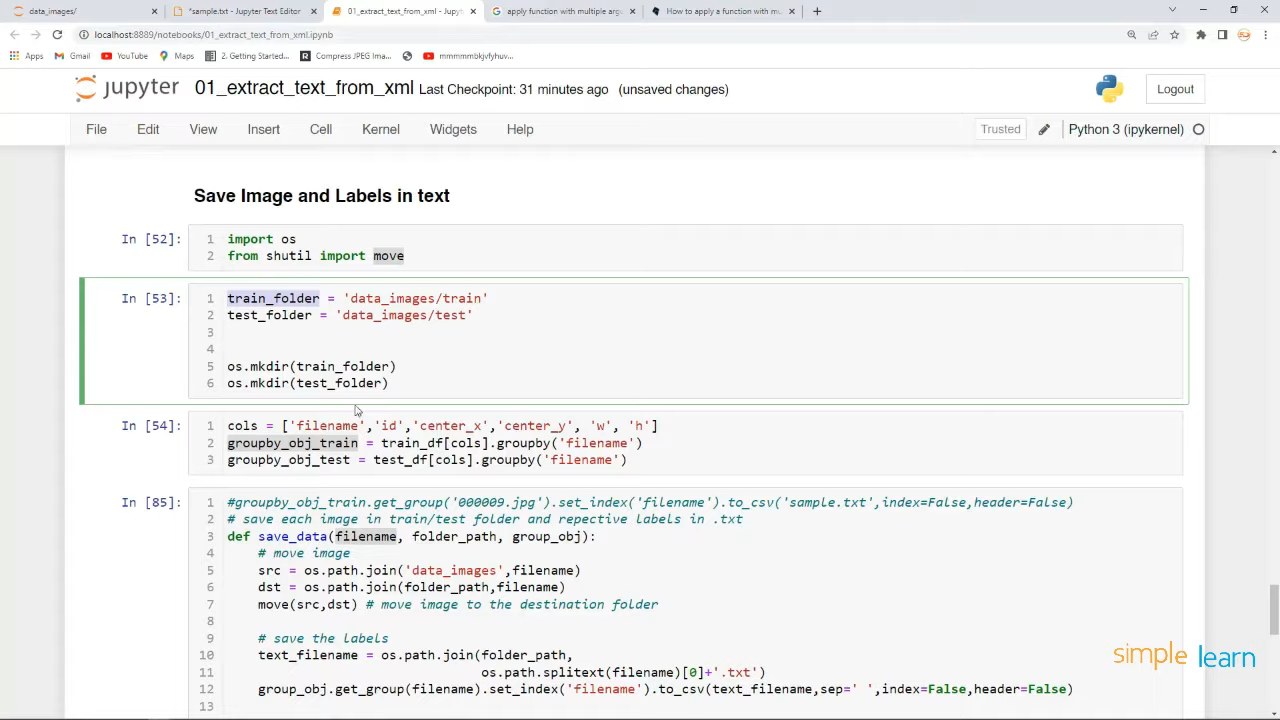 data_images/
*sample.txt - Jupyter Text Editor
01_extract_text_from_xml - Jupy
apply function with multiple arg
How to apply a function with mu
localhost:8889/notebooks/01_extract_text_from_xml.ipynb
Apps
Gmail
YouTube
Maps
2. Getting Started...
Compress JPEG Ima...
mmmmmbkjvfyhuv...
jupyter
01_extract_text_from_xml Last Checkpoint: 31 minutes ago (unsaved changes)
Logout
File Edit View Insert Cell Kernel Widgets Help
Trusted
Python 3 (ipykernel)
Save Image and Labels in text
In [52]:
1 import os
2 from shutil import move
In [53]:
1 train_folder = 'data_images/train'
2 test_folder = 'data_images/test'
3
4
5 os.mkdir(train_folder)
6 os.mkdir(test_folder)
In [54]:
1 cols = ['filename','id','center_x','center_y', 'w', 'h']
2 groupby_obj_train = train_df[cols].groupby('filename')
3 groupby_obj_test = test_df[cols].groupby('filename')
In [85]:
1 #groupby_obj_train.get_group('000009.jpg').set_index('filename').to_csv('sample.txt',index=False,header=False)
2 # save each image in train/test folder and repective labels in .txt
3 def save_data(filename, folder_path, group_obj):
4 # move image
5 src = os.path.join('data_images',filename)
6 dst = os.path.join(folder_path,filename)
7 move(src,dst) # move image to the destination folder
8
9 # save the labels
10 text_filename = os.path.join(folder_path,
11 os.path.splitext(filename)[0]+'.txt')
12 group_obj.get_group(filename).set_index('filename').to_csv(text_filename,sep=' ',index=False,header=False)
13
simplelearn